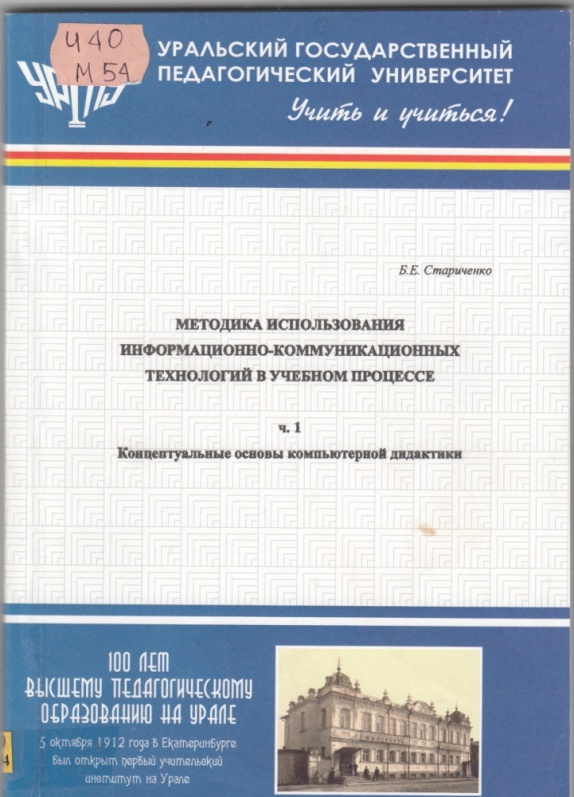 Ч40
М54
УрГПУ
УРАЛЬСКИЙ ГОСУДАРСТВЕННЫЙ
ПЕДАГОГИЧЕСКИЙ УНИВЕРСИТЕТ
Учить и учиться!
Б.Е. Стариченко
МЕТОДИКА ИСПОЛЬЗОВАНИЯ
ИНФОРМАЦИОННО-КОММУНИКАЦИОННЫХ
ТЕХНОЛОГИЙ В УЧЕБНОМ ПРОЦЕССЕ
ч. 1
Концептуальные основы компьютерной дидактики
100 ЛЕТ
ВЫСШЕМУ ПЕДАГОГИЧЕСКОМУ
ОБРАЗОВАНИЮ НА УРАЛЕ
5 октября 1912 года в Екатеринбурге
был открыт первый учительский
институт на Урале